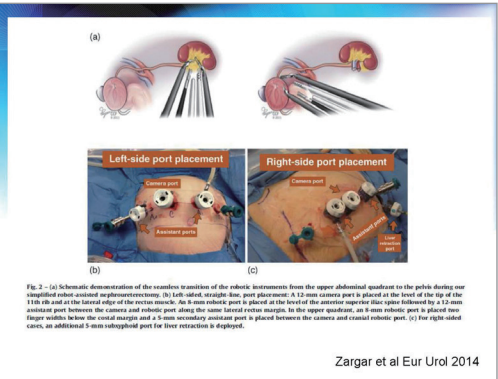 (a)
Left-side port placement
Camera port
Assistant ports
Right-side port placement
Camera port
Assistant ports
Liver retraction port
(b)
(c)
Fig. 2 – (a) Schematic demonstration of the seamless transition of the robotic instruments from the upper abdominal quadrant to the pelvis during our
simplified robot-assisted nephroureterectomy. (b) Left-sided, straight-line, port placement: A 12-mm camera port is placed at the level of the tip of the
11th rib and at the lateral edge of the rectus muscle. An 8-mm robotic port is placed at the level of the anterior superior iliac spine followed by a 12-mm
assistant port between the camera and robotic port along the same lateral rectus margin. In the upper quadrant, an 8-mm robotic port is placed two
finger widths below the costal margin and a 5-mm secondary assistant port is placed between the camera and cranial robotic port. (c) For right-sided
cases, an additional 5-mm subxyphoid port for liver retraction is deployed.
Zargar et al Eur Urol 2014